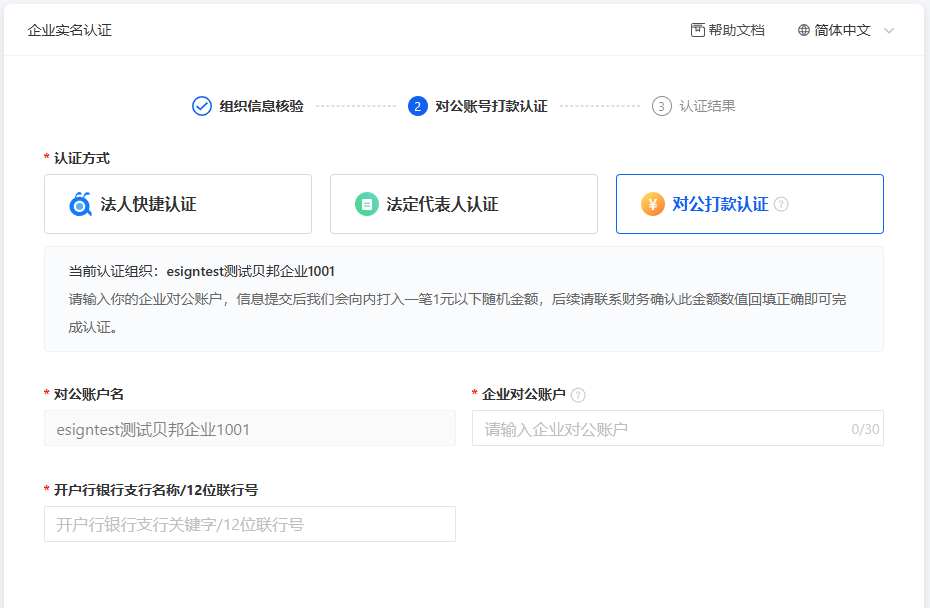 企业实名认证
帮助文档
简体中文
组织信息核验
2 对公账号打款认证
3 认证结果
* 认证方式
法人快捷认证
法定代表人认证
¥ 对公打款认证 ?
当前认证组织：esigntest测试贝邦企业1001
请输入你的企业对公账户，信息提交后我们会向内打入一笔1元以下随机金额，后续请联系财务确认此金额数值回填正确即可完
成认证。
* 对公账户名
* 企业对公账户 ?
esigntest测试贝邦企业1001
请输入企业对公账户 0/30
* 开户行银行支行名称/12位联行号
开户行银行支行关键字/12位联行号